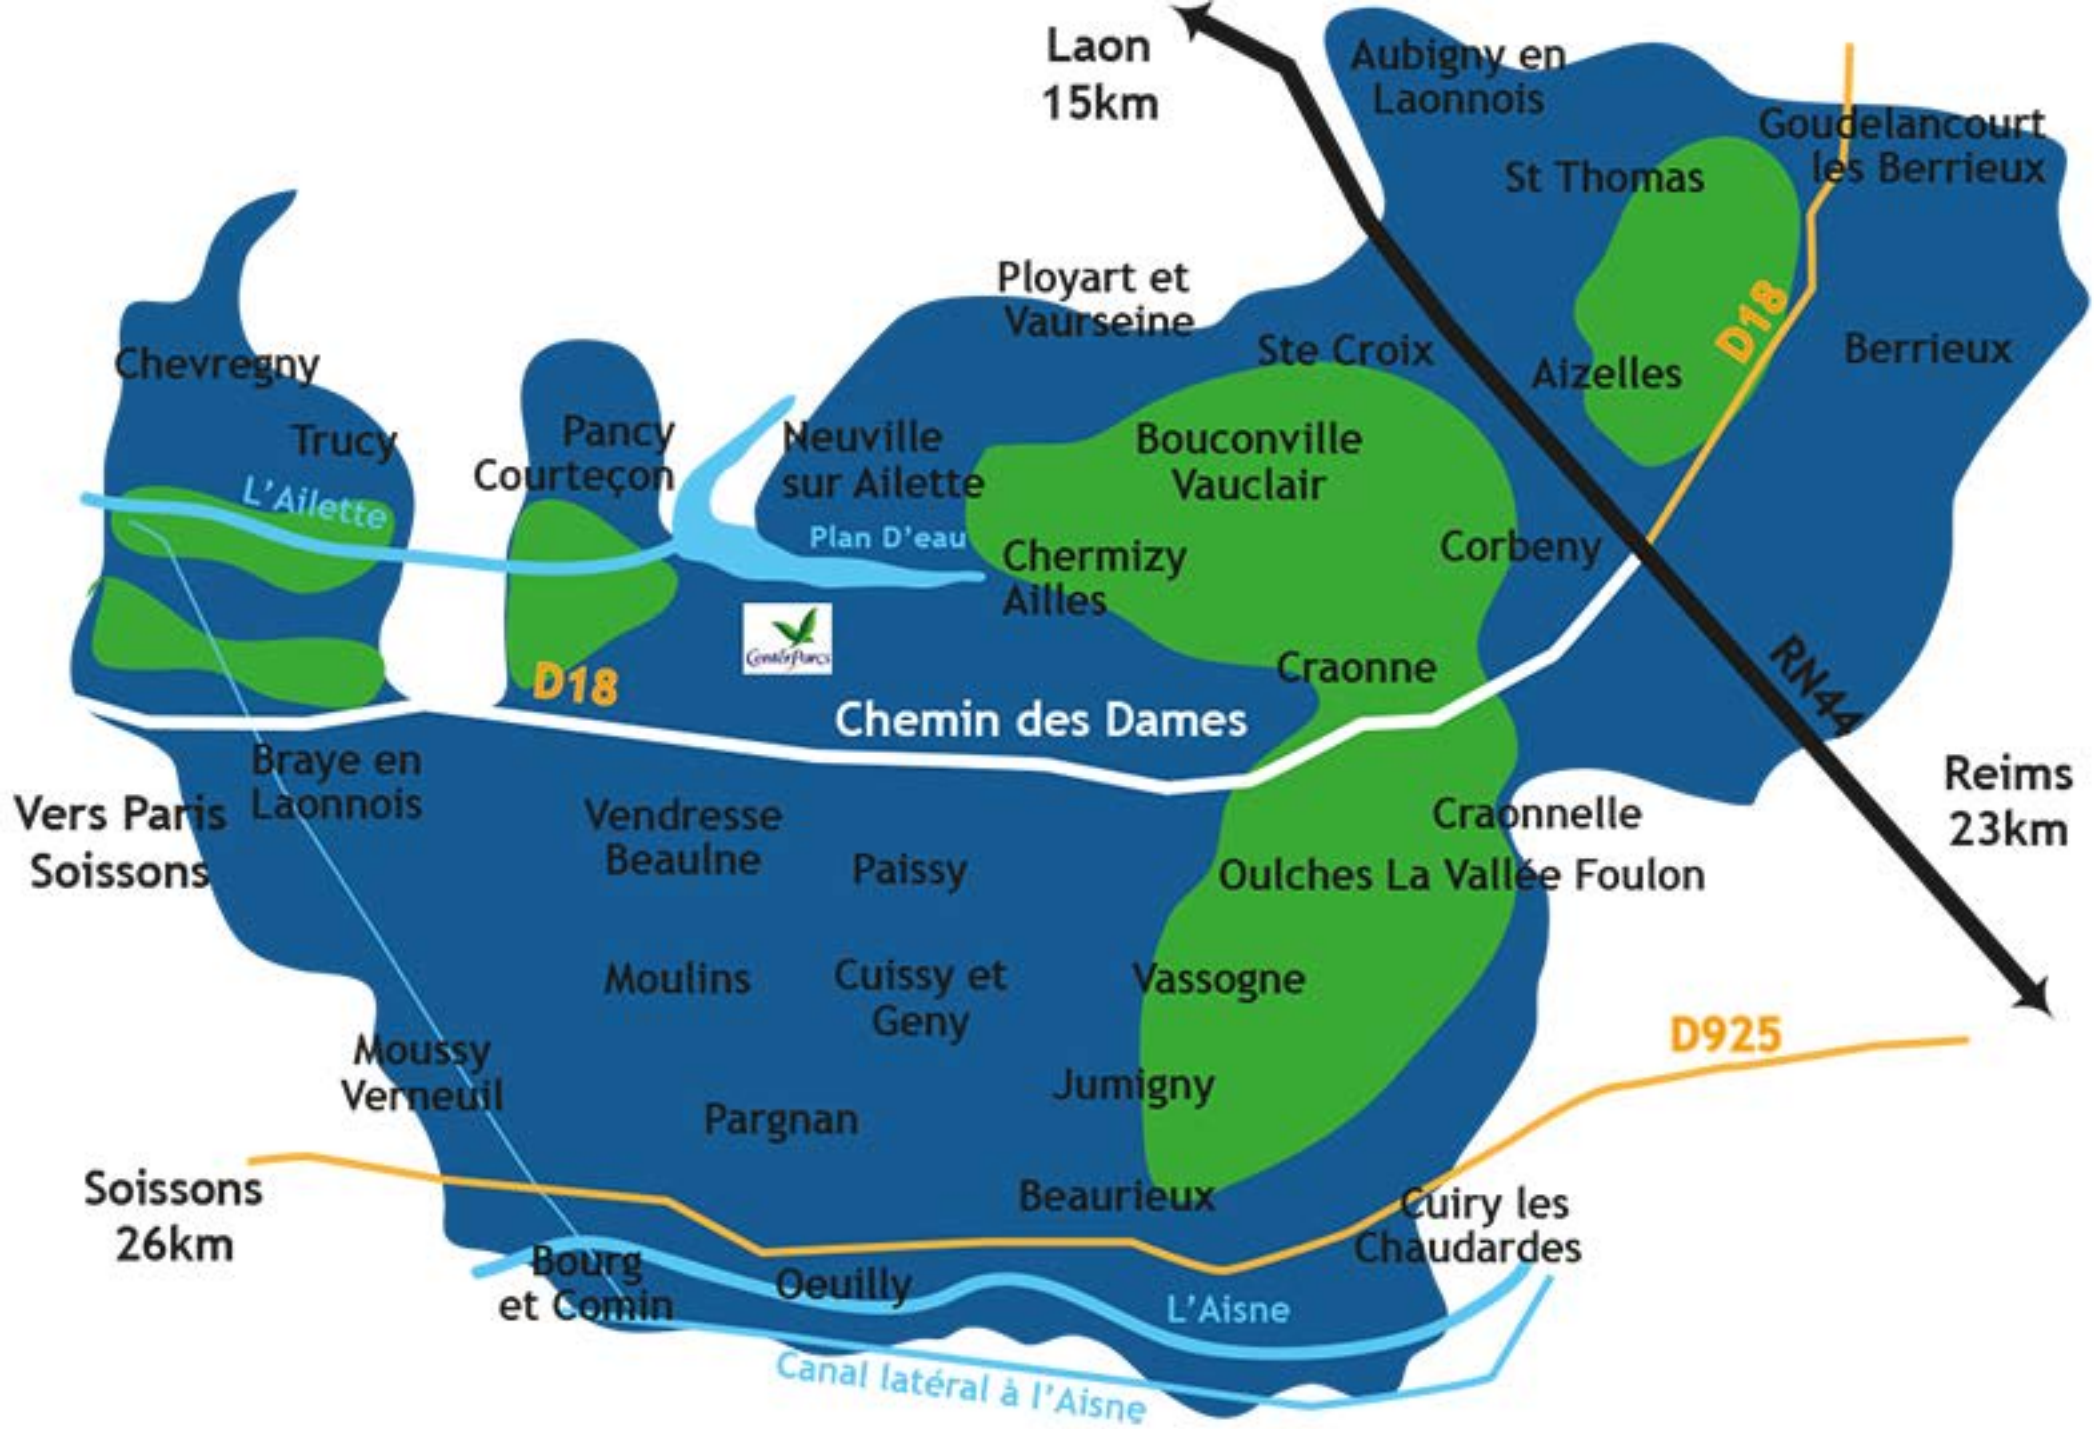 Laon
15km
Aubigny en
Laonnois
Goudelancourt
les Berrieux
St Thomas
Ployart et
Vaurseine
Ste Croix
D18
Aizelles
Berrieux
Chevregny
Trucy
L'Ailette
Pancy
Courteçon
Neuville
sur Ailette
Plan D'eau
Bouconville
Vauclair
Chermizy
Ailles
Corbeny
CenterParcs
Craonne
D18
Chemin des Dames
RN44
Reims
23km
Braye en
Laonnois
Vers Paris
Soissons
Vendresse
Beaulne
Paissy
Craonnelle
Oulches La Vallée Foulon
Moulins
Cuissy et
Geny
Vassogne
D925
Moussy
Verneuil
Jumigny
Pargnan
Soissons
26km
Beaurieux
Cuiry les
Chaudardes
Bourg
et Comin
Oeuilly
L'Aisne
Canal latéral à l'Aisne